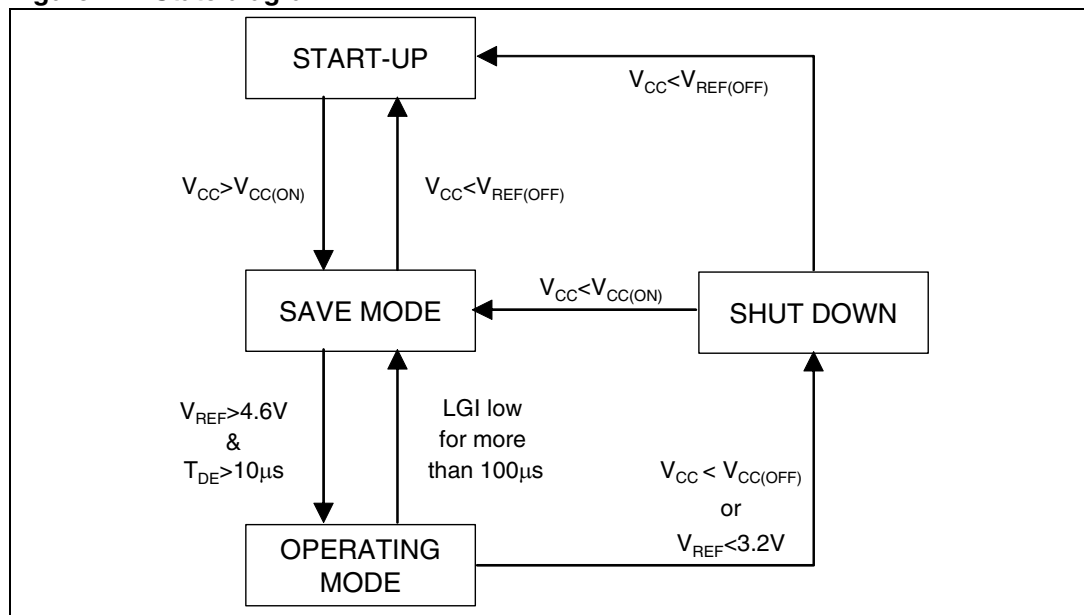 START-UP
V_CC<V_REF(OFF)
V_CC>V_CC(ON)
V_CC<V_REF(OFF)
V_CC<V_CC(ON)
SAVE MODE
SHUT DOWN
V_REF>4.6V
&
T_DE>10μs
LGI low
for more
than 100μs
V_CC < V_CC(OFF)
or
V_REF<3.2V
OPERATING
MODE